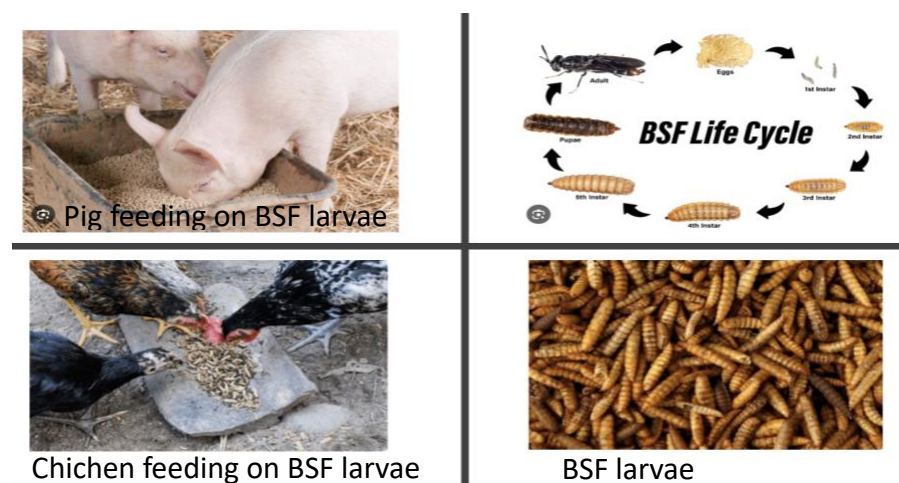 Pig feeding on BSF larvae
BSF Life Cycle
Adult
Eggs
1st Instar
2nd Instar
3rd Instar
4th Instar
5th Instar
Pupae
Chichen feeding on BSF larvae
BSF larvae